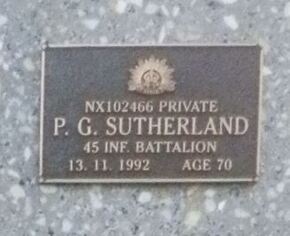 NX102466 PRIVATE
P. G. SUTHERLAND
45 INF. BATTALION
13. 11. 1992 AGE 70